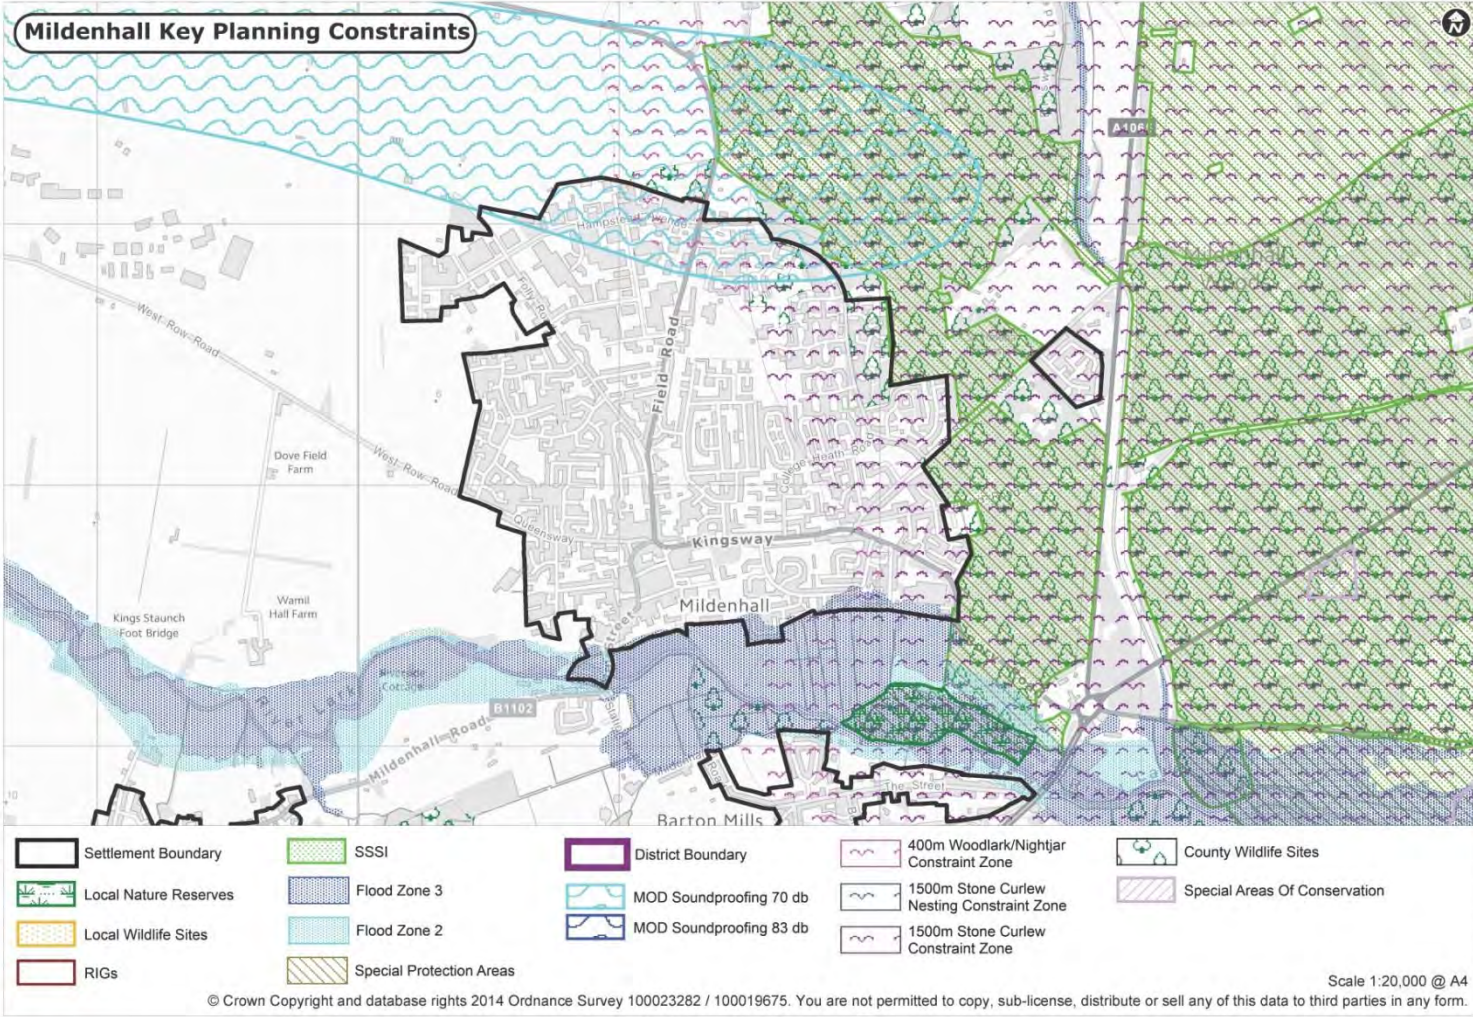 Mildenhall Key Planning Constraints
N
A1065
Hampstead
Folly Road
West Row Road
Field Road
Dove Field
Farm
West Row Road
College Heath Road
Queensway
Kingsway
Mildenhall
Wamil
Hall Farm
Kings Staunch
Foot Bridge
Street
Riverside
Cottage
River Lark
B1102
Mildenhall Road
The Street
Barton Mills
Settlement Boundary
Local Nature Reserves
Local Wildlife Sites
RIGs
SSSI
Flood Zone 3
Flood Zone 2
Special Protection Areas
District Boundary
MOD Soundproofing 70 db
MOD Soundproofing 83 db
400m Woodlark/Nightjar
Constraint Zone
1500m Stone Curlew
Nesting Constraint Zone
1500m Stone Curlew
Constraint Zone
County Wildlife Sites
Special Areas Of Conservation
Scale 1:20,000 @ A4
© Crown Copyright and database rights 2014 Ordnance Survey 100023282 / 100019675. You are not permitted to copy, sub-license, distribute or sell any of this data to third parties in any form.